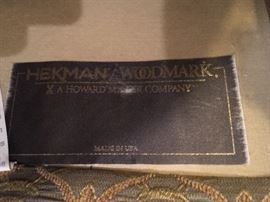 HEKMAN/WOODMARK
A HOWARD MILLER COMPANY
MADE IN USA